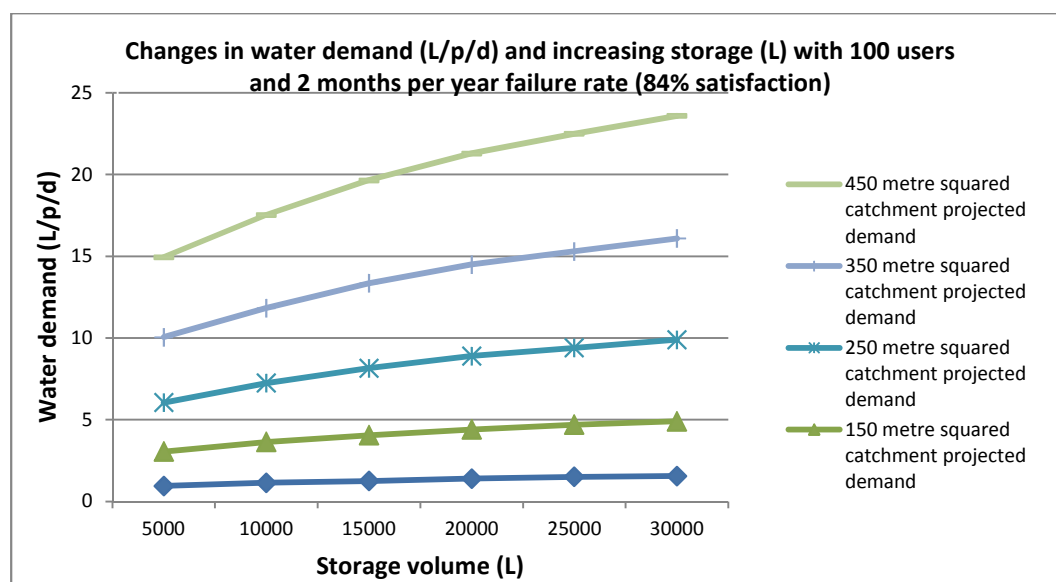 Changes in water demand (L/p/d) and increasing storage (L) with 100 users
and 2 months per year failure rate (84% satisfaction)
25
20
15
10
5
0
Water demand (L/p/d)
5000 10000 15000 20000 25000 30000
Storage volume (L)
450 metre squared
catchment projected
demand
350 metre squared
catchment projected
demand
250 metre squared
catchment projected
demand
150 metre squared
catchment projected
demand